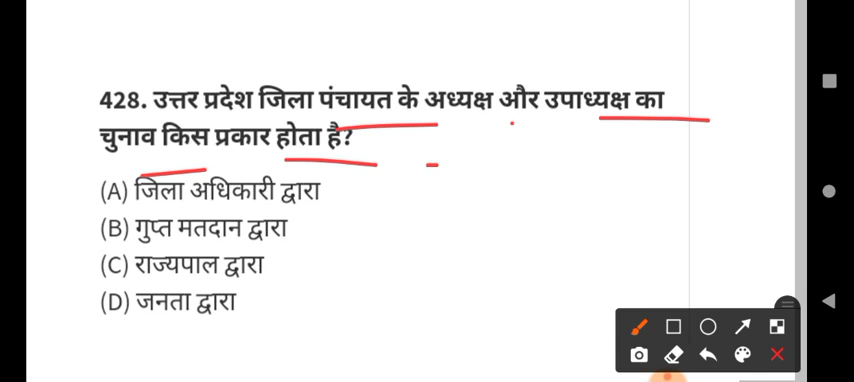 428. उत्तर प्रदेश जिला पंचायत के अध्यक्ष और उपाध्यक्ष का
चुनाव किस प्रकार होता है?
(A) जिला अधिकारी द्वारा
(B) गुप्त मतदान द्वारा
(C) राज्यपाल द्वारा
(D) जनता द्वारा